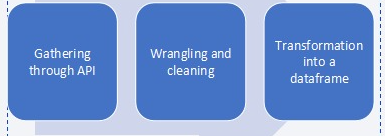 Gathering
through API
Wrangling and
cleaning
Transformation
into a
dataframe